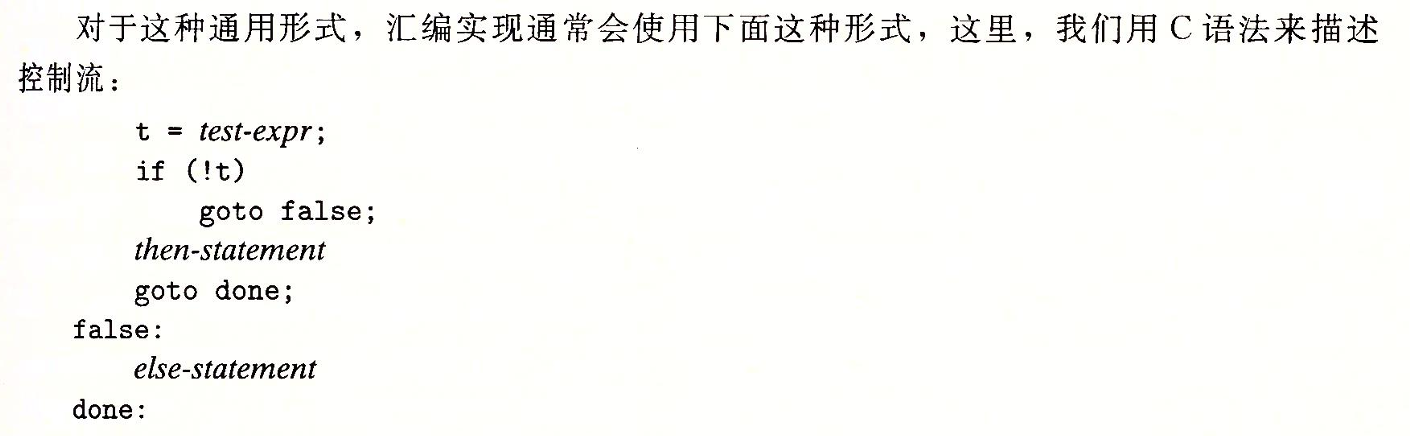 对于这种通用形式，汇编实现通常会使用下面这种形式，这里，我们用 C 语法来描述
控制流：
t = test-expr;
if (!t)
goto false;
then-statement
goto done;
false:
else-statement
done: